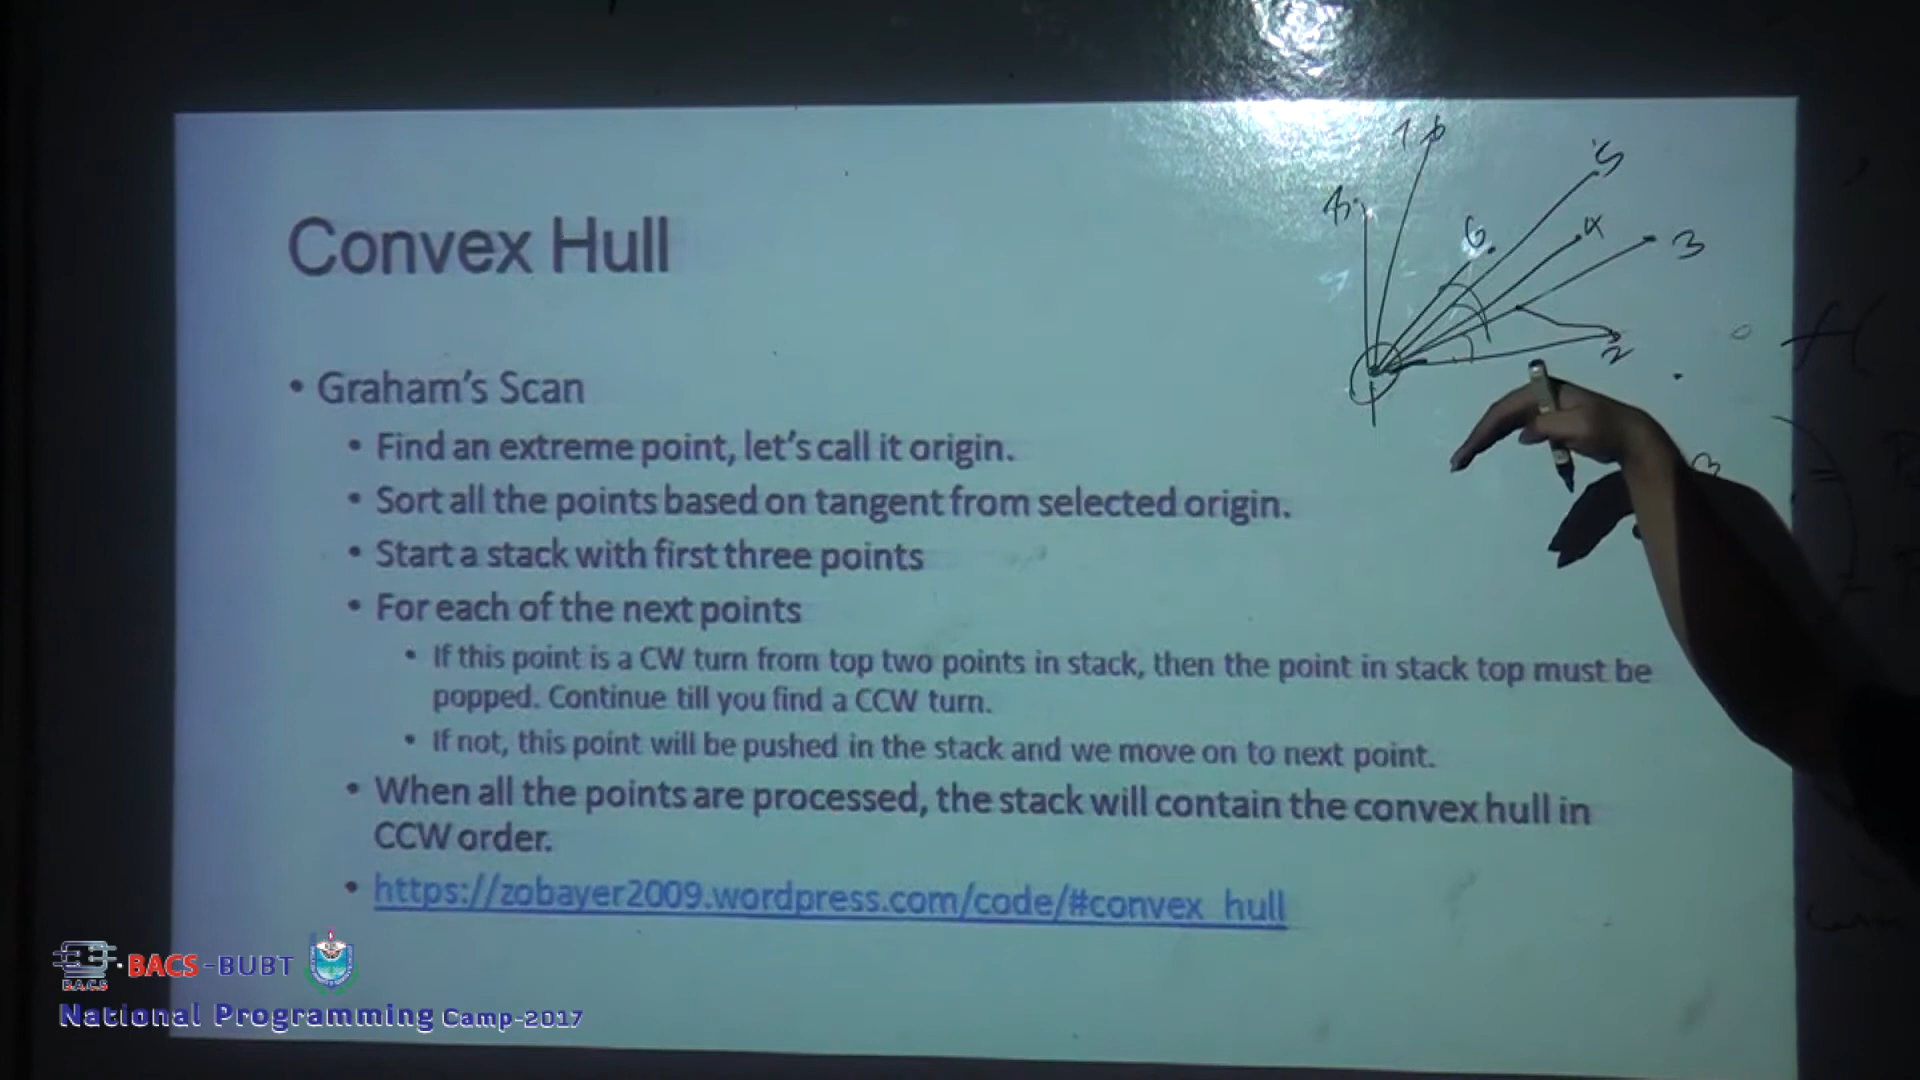 Convex Hull
• Graham's Scan
• Find an extreme point, let's call it origin.
• Sort all the points based on tangent from selected origin.
• Start a stack with first three points
• For each of the next points
• If this point is a CW turn from top two points in stack, then the point in stack top must be
popped. Continue till you find a CCW turn.
• If not, this point will be pushed in the stack and we move on to next point.
• When all the points are processed, the stack will contain the convex hull in
CCW order.
• https://zobayer2009.wordpress.com/code/#convex_hull
5
6
3
2
B.A.C.S
BACS-BUBT
National Programming Camp-2017